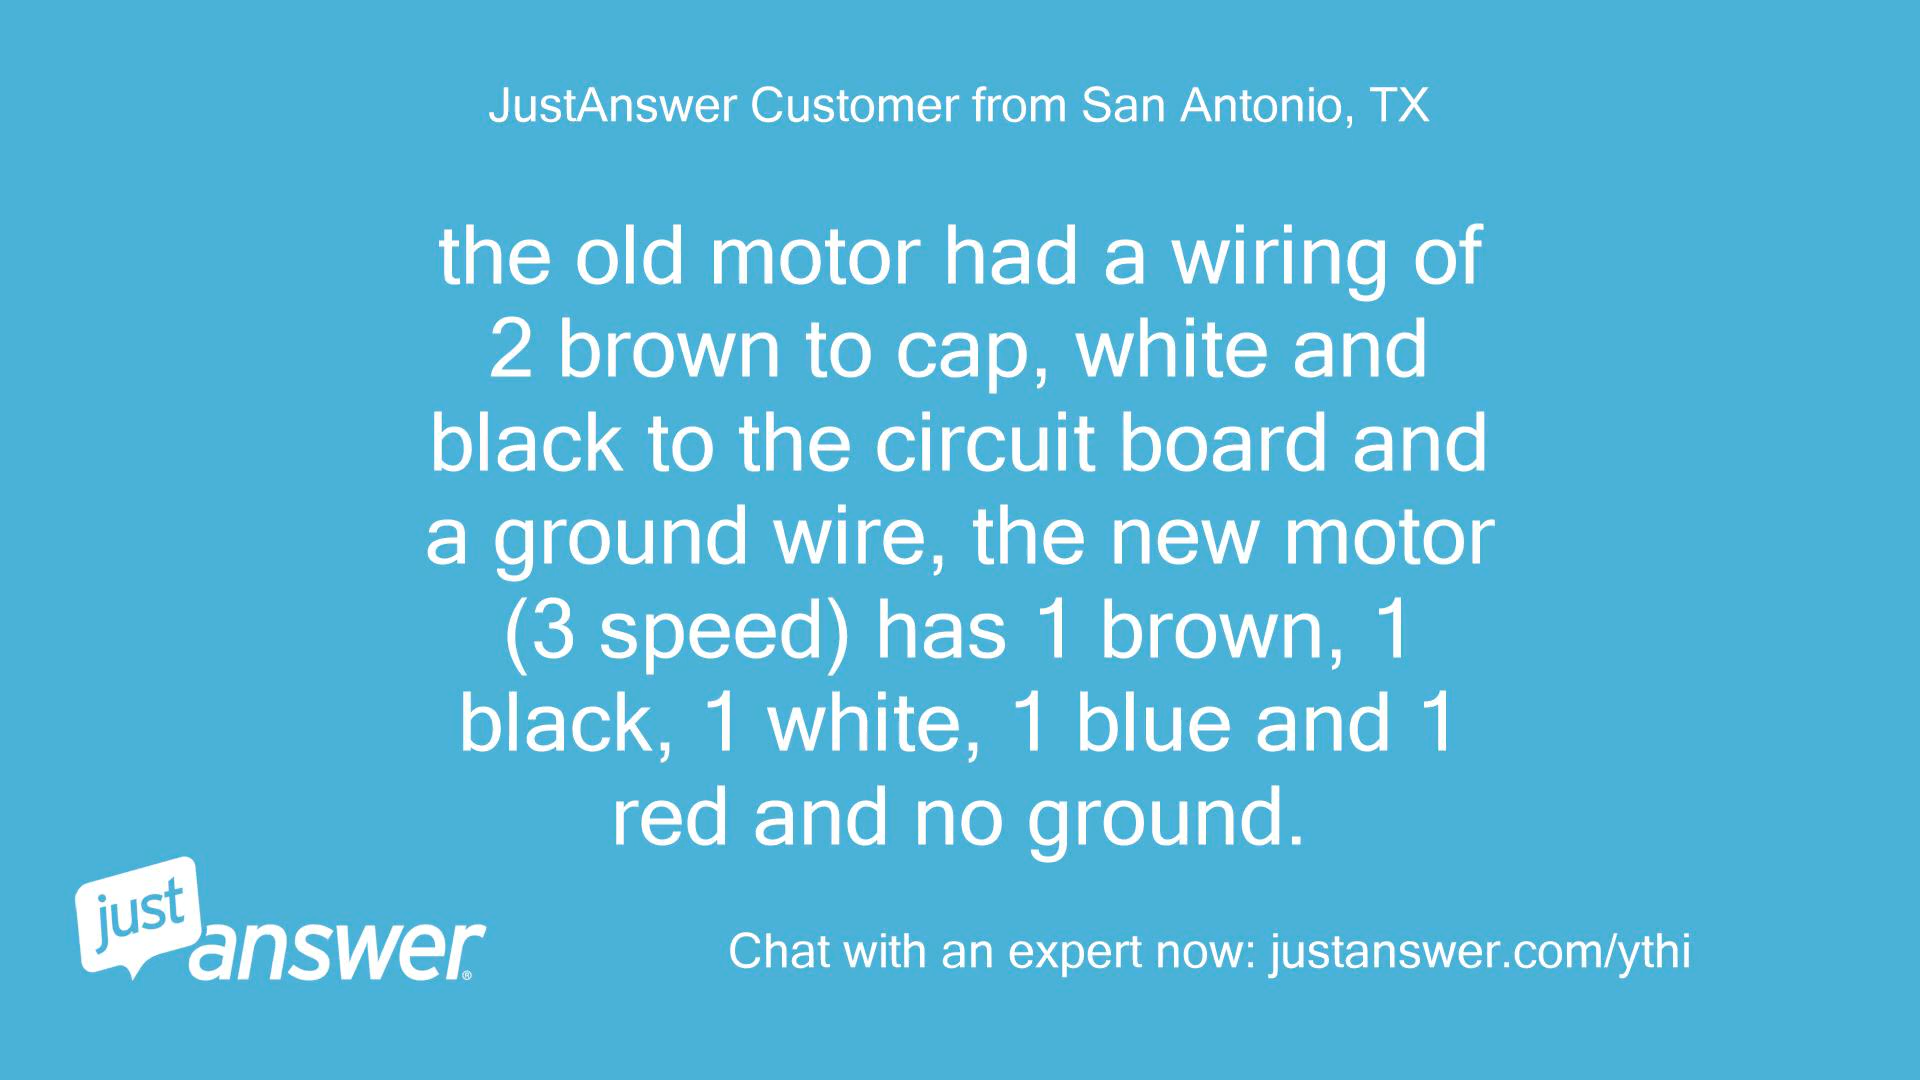 JustAnswer Customer from San Antonio, TX
the old motor had a wiring of
2 brown to cap, white and
black to the circuit board and
a ground wire, the new motor
(3 speed) has 1 brown, 1
black, 1 white, 1 blue and 1
red and no ground.
just
answer®
Chat with an expert now: justanswer.com/ythi